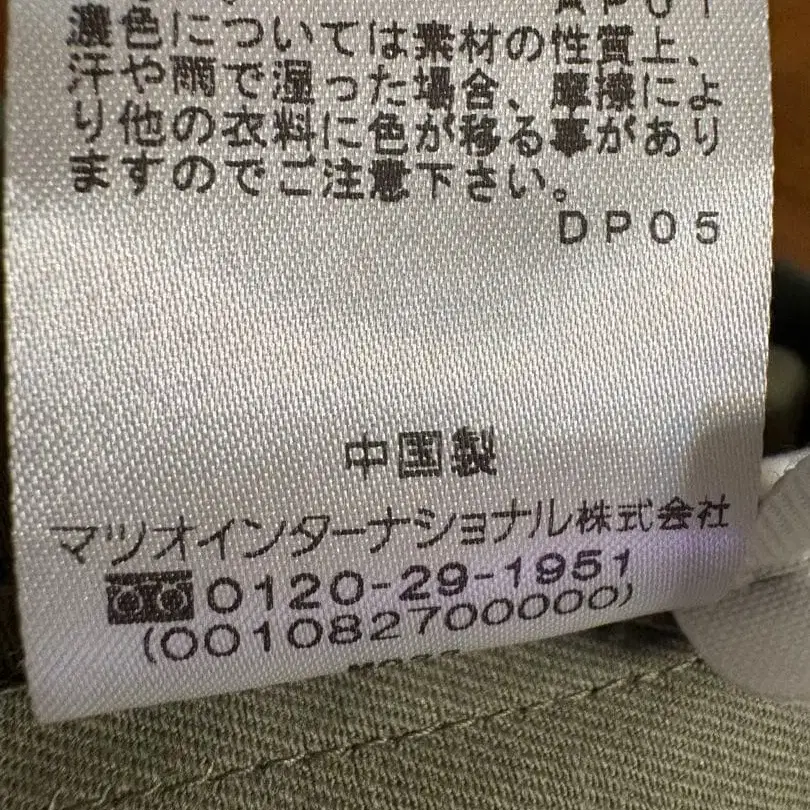 濃色については素材の性質上、
汗や雨で湿った場合、摩擦によ
り他の衣料に色が移る事があり
ますのでご注意下さい。
DP05
中国製
マツオインターナショナル株式会社
0120-29-1951
(001082700000)